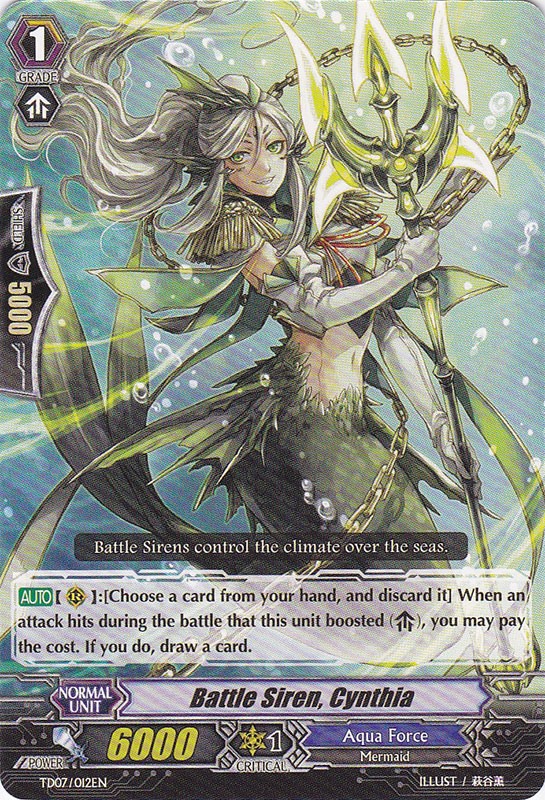 1
GRADE
SHIELD
5000
Battle Sirens control the climate over the seas.
AUTO【 】:[Choose a card from your hand, and discard it] When an
attack hits during the battle that this unit boosted ( ), you may pay
the cost. If you do, draw a card.
NORMAL
UNIT
Battle Siren, Cynthia
POWER
6000
1
CRITICAL
Aqua Force
Mermaid
TD07/012EN
ILLUST / 萩谷薫